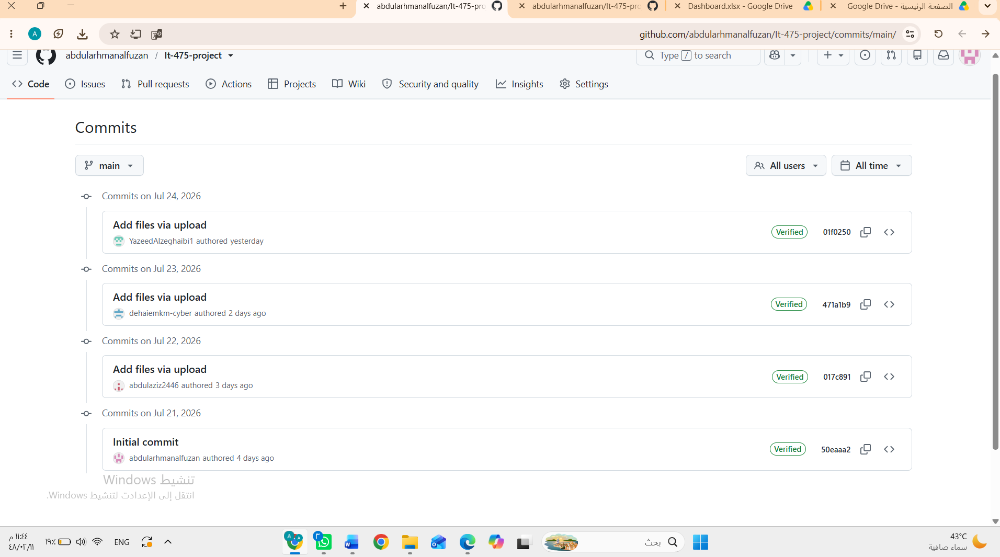 abdularhmanalfuzan/It-475-pro
abdularhmanalfuzan/It-475-pro
Dashboard.xlsx - Google Drive
الصفحة الرئيسية - Google Drive
A
github.com/abdularhmanalfuzan/It-475-project/commits/main/
abdularhmanalfuzan / It-475-project
Type / to search
Code
Issues
Pull requests
Actions
Projects
Wiki
Security and quality
Insights
Settings
Commits
main
All users
All time
Commits on Jul 24, 2026
Add files via upload
YazeedAlzeghaibi1 authored yesterday
Verified
01f0250
Commits on Jul 23, 2026
Add files via upload
dehaiemkm-cyber authored 2 days ago
Verified
471a1b9
Commits on Jul 22, 2026
Add files via upload
abdulaziz2446 authored 3 days ago
Verified
017c891
Commits on Jul 21, 2026
Initial commit
abdularhmanalfuzan authored 4 days ago
Verified
50eaaa2
تنشيط Windows
انتقل إلى الإعدادت لتنشيط Windows.
١١:٤٤ م
٤٨/٠٢/١١
١٩٪
ENG
A A
٣
بحث
43°C
سماء صافية